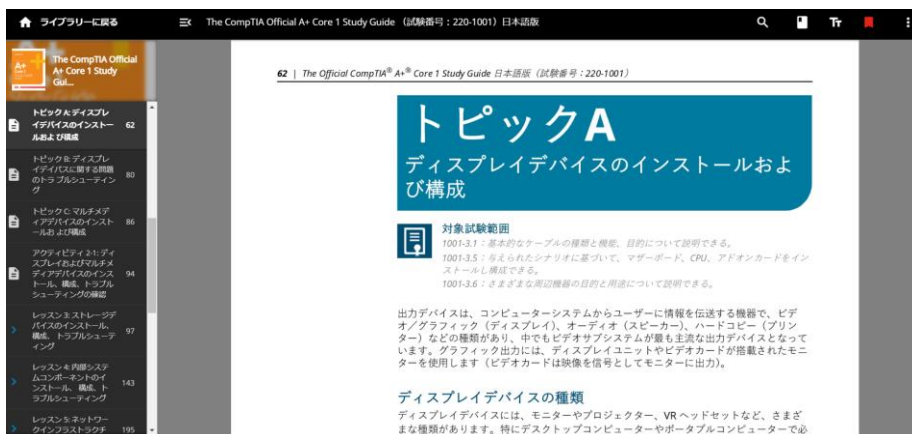 ライブラリーに戻る
The CompTIA Official A+ Core 1 Study Guide （試験番号：220-1001）日本語版
Tт
The CompTIA Official
A+ Core 1 Study
Gui...
トピック A: ディスプレ
イデバイスのインストー
ルおよ び構成
62
トピック B: ディスプレ
イデイバスに関する問題
のトラ ブルシューティン
グ
80
トピック C: マルチメデ
ィアデバイスのインスト
ールお よび構成
86
アクティビティ 2-1: ディ
スプレイおよびマルチメ
ディアデバイスのインス
トール、構成、トラブル
シューティングの確認
94
レッスン 3: ストレージデ
バイスのインストール、
構成、 トラブルシューテ
ィング
97
レッスン 4: 内部システ
ムコンポーネントのイ
ンストール、 構成、 ト
ラブルシューティング
143
レッスン 5: ネットワー
クインフラストラクチ
195
62 | The Official CompTIA® A+® Core 1 Study Guide 日本語版（試験番号：220-1001）
トピックA
ディスプレイデバイスのインストールおよ
び構成
対象試験範囲
1001-3.1：基本的なケーブルの種類と機能、目的について説明できる。
1001-3.5：与えられたシナリオに基づいて、マザーボード、CPU、アドオンカードをイン
ストールし構成できる。
1001-3.6：さまざまな周辺機器の目的と用途について説明できる。
出力デバイスは、コンピューターシステムからユーザーに情報を伝送する機器で、ビデ
オ／グラフィック（ディスプレイ）、オーディオ（スピーカー）、ハードコピー（プリン
ター）などの種類があり、中でもビデオサブシステムが最も主流な出力デバイスとなって
います。グラフィック出力には、ディスプレイユニットやビデオカードが搭載されたモニ
ターを使用します（ビデオカードは映像を信号としてモニターに出力）。
ディスプレイデバイスの種類
ディスプレイデバイスには、モニターやプロジェクター、VR ヘッドセットなど、さまざ
まな種類があります。特にデスクトップコンピューターやポータブルコンピューターで必